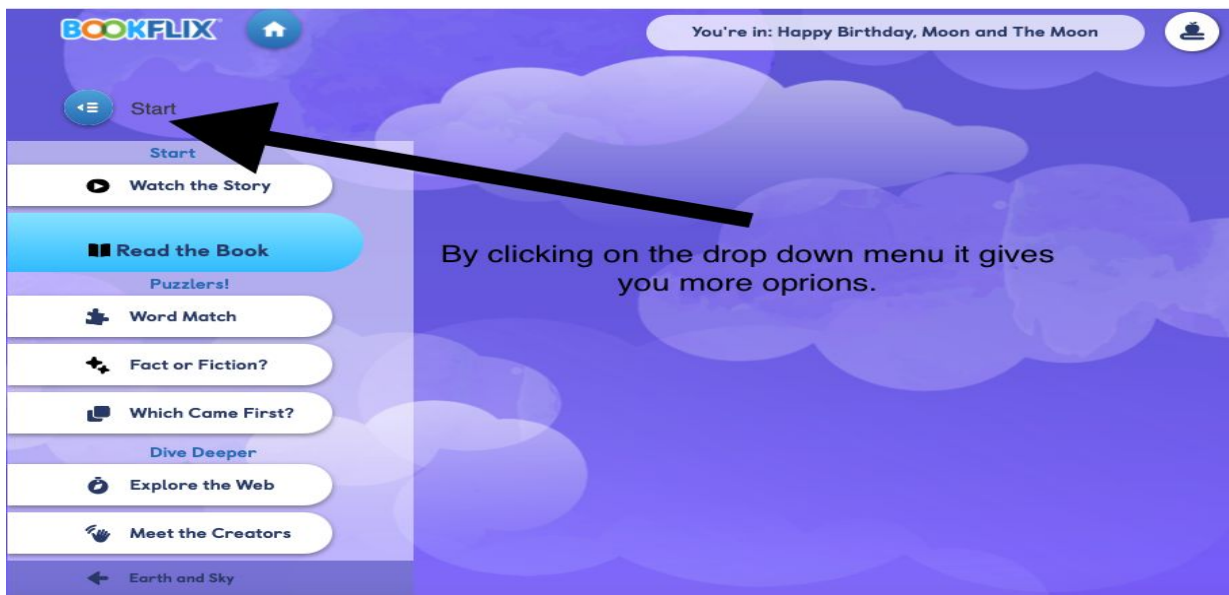 BOOKFLIX
You're in: Happy Birthday, Moon and The Moon
Start
Start
Watch the Story
Read the Book
Puzzlers!
Word Match
Fact or Fiction?
Which Came First?
Dive Deeper
Explore the Web
Meet the Creators
Earth and Sky
By clicking on the drop down menu it gives
you more oprions.